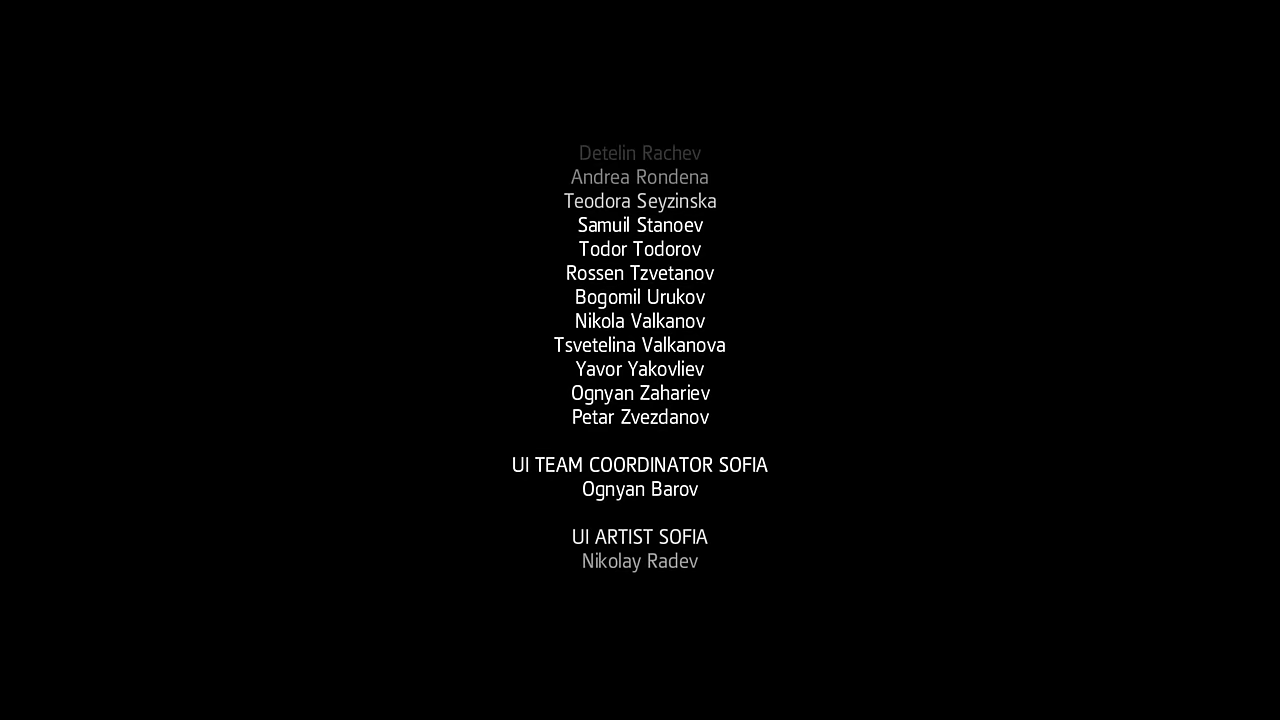 Detelin Rachev
Andrea Rondena
Teodora Seyzinska
Samuil Stanoev
Todor Todorov
Rossen Tzvetanov
Bogomil Urukov
Nikola Valkanov
Tsvetelina Valkanova
Yavor Yakovliev
Ognyan Zahariev
Petar Zvezdanov
UI TEAM COORDINATOR SOFIA
Ognyan Barov
UI ARTIST SOFIA
Nikolay Radev